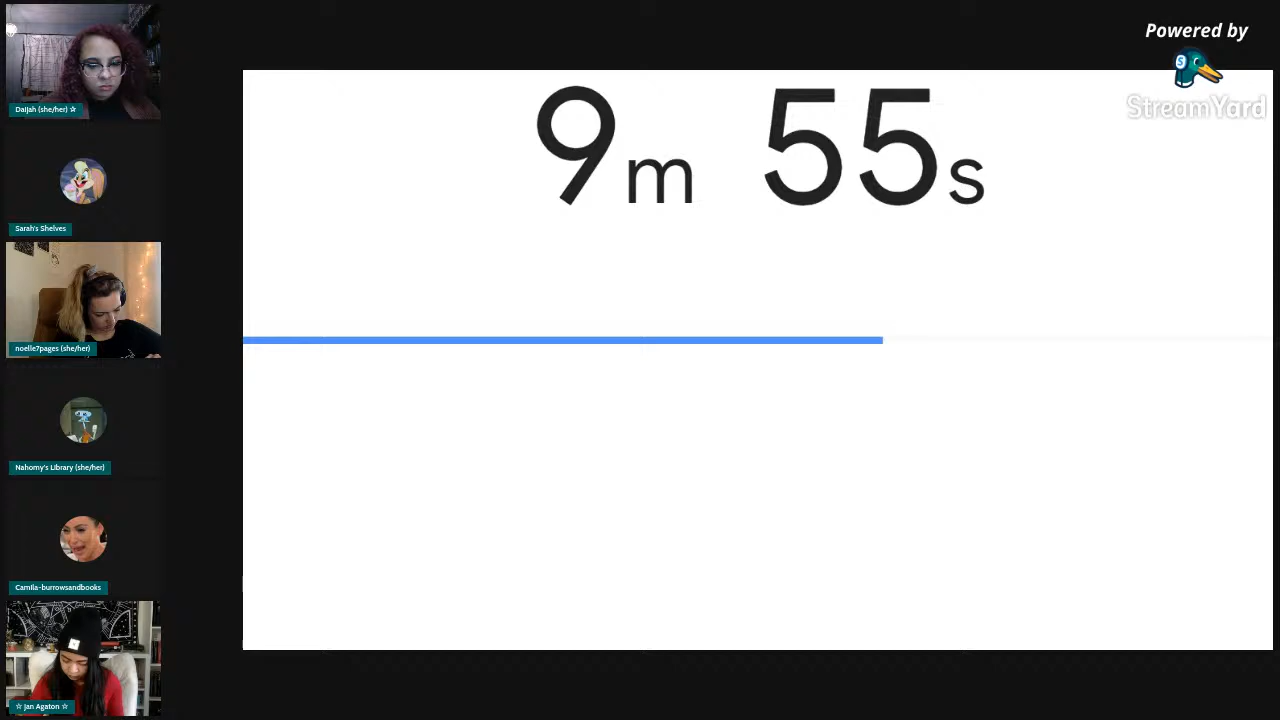 Daijah (she/her) ☆
Sarah's Shelves
noelle7pages (she/her)
Nahomy's Library (she/her)
Camila-burrowsandbooks
☆ Jan Agaton ☆
9m 55s
Powered by
S
StreamYard